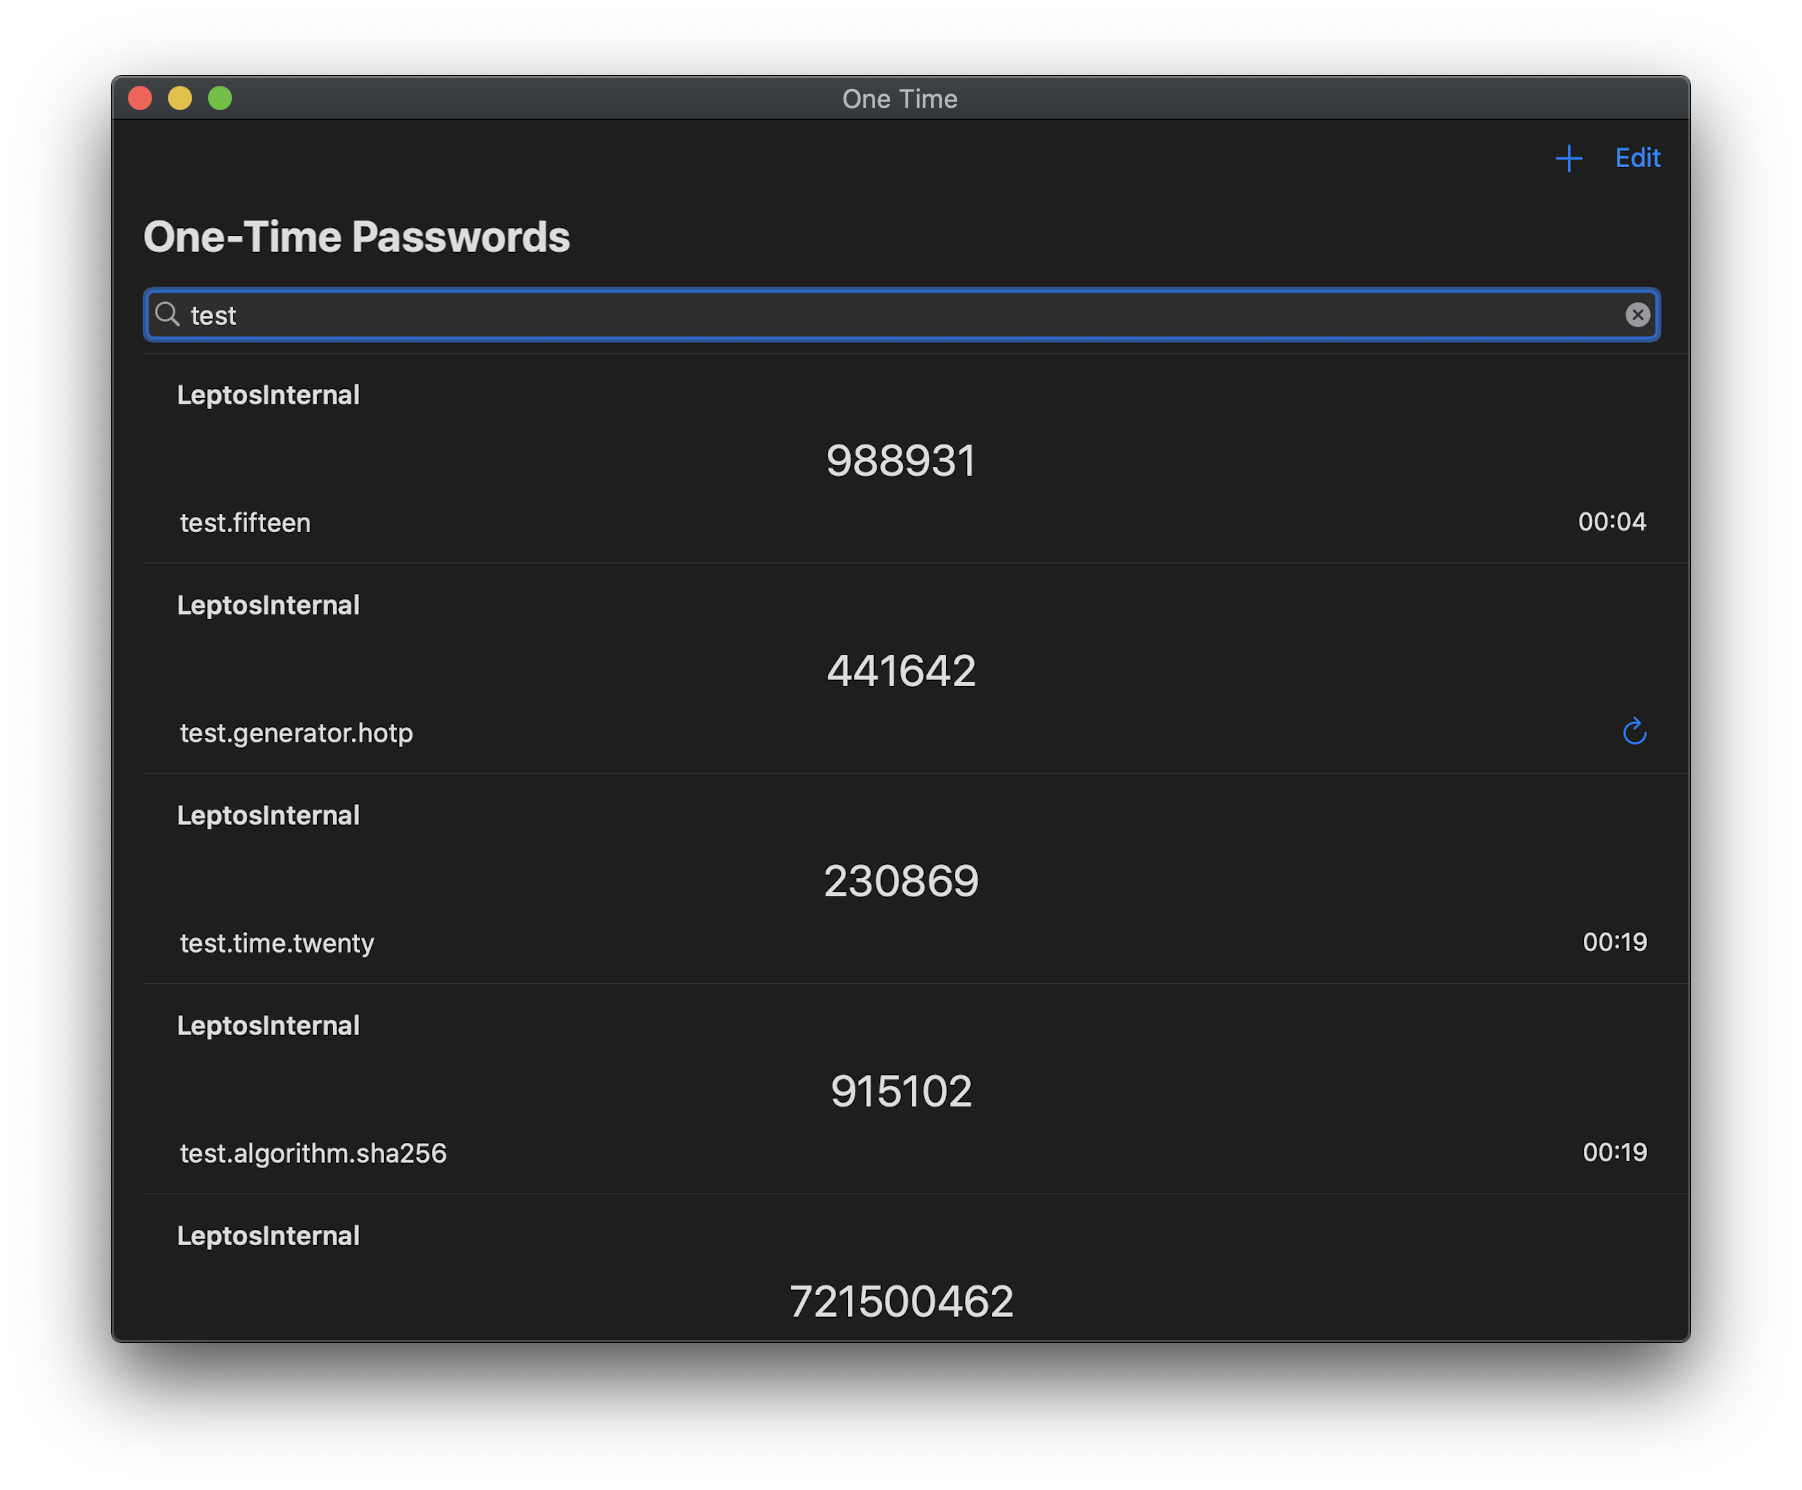 One Time
Edit
One-Time Passwords
test
LeptosInternal
988931
test.fifteen 00:04
LeptosInternal
441642
test.generator.hotp
LeptosInternal
230869
test.time.twenty 00:19
LeptosInternal
915102
test.algorithm.sha256 00:19
LeptosInternal
721500462